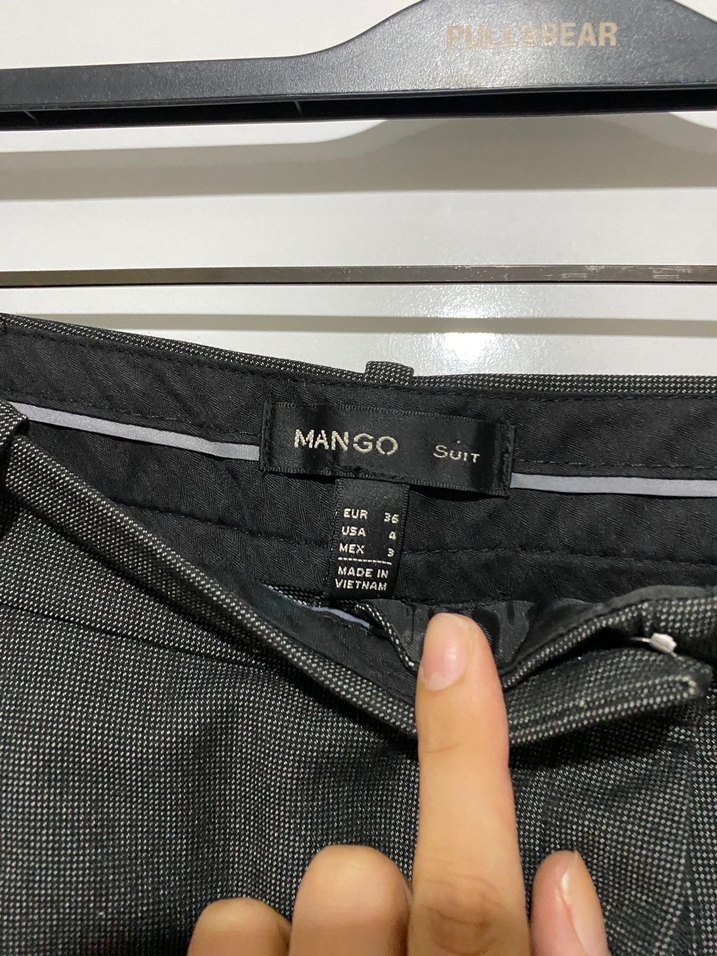 PULL&BEAR
MANGO SUIT
EUR 36
USA 4
MEX 3
MADE IN
VIETNAM